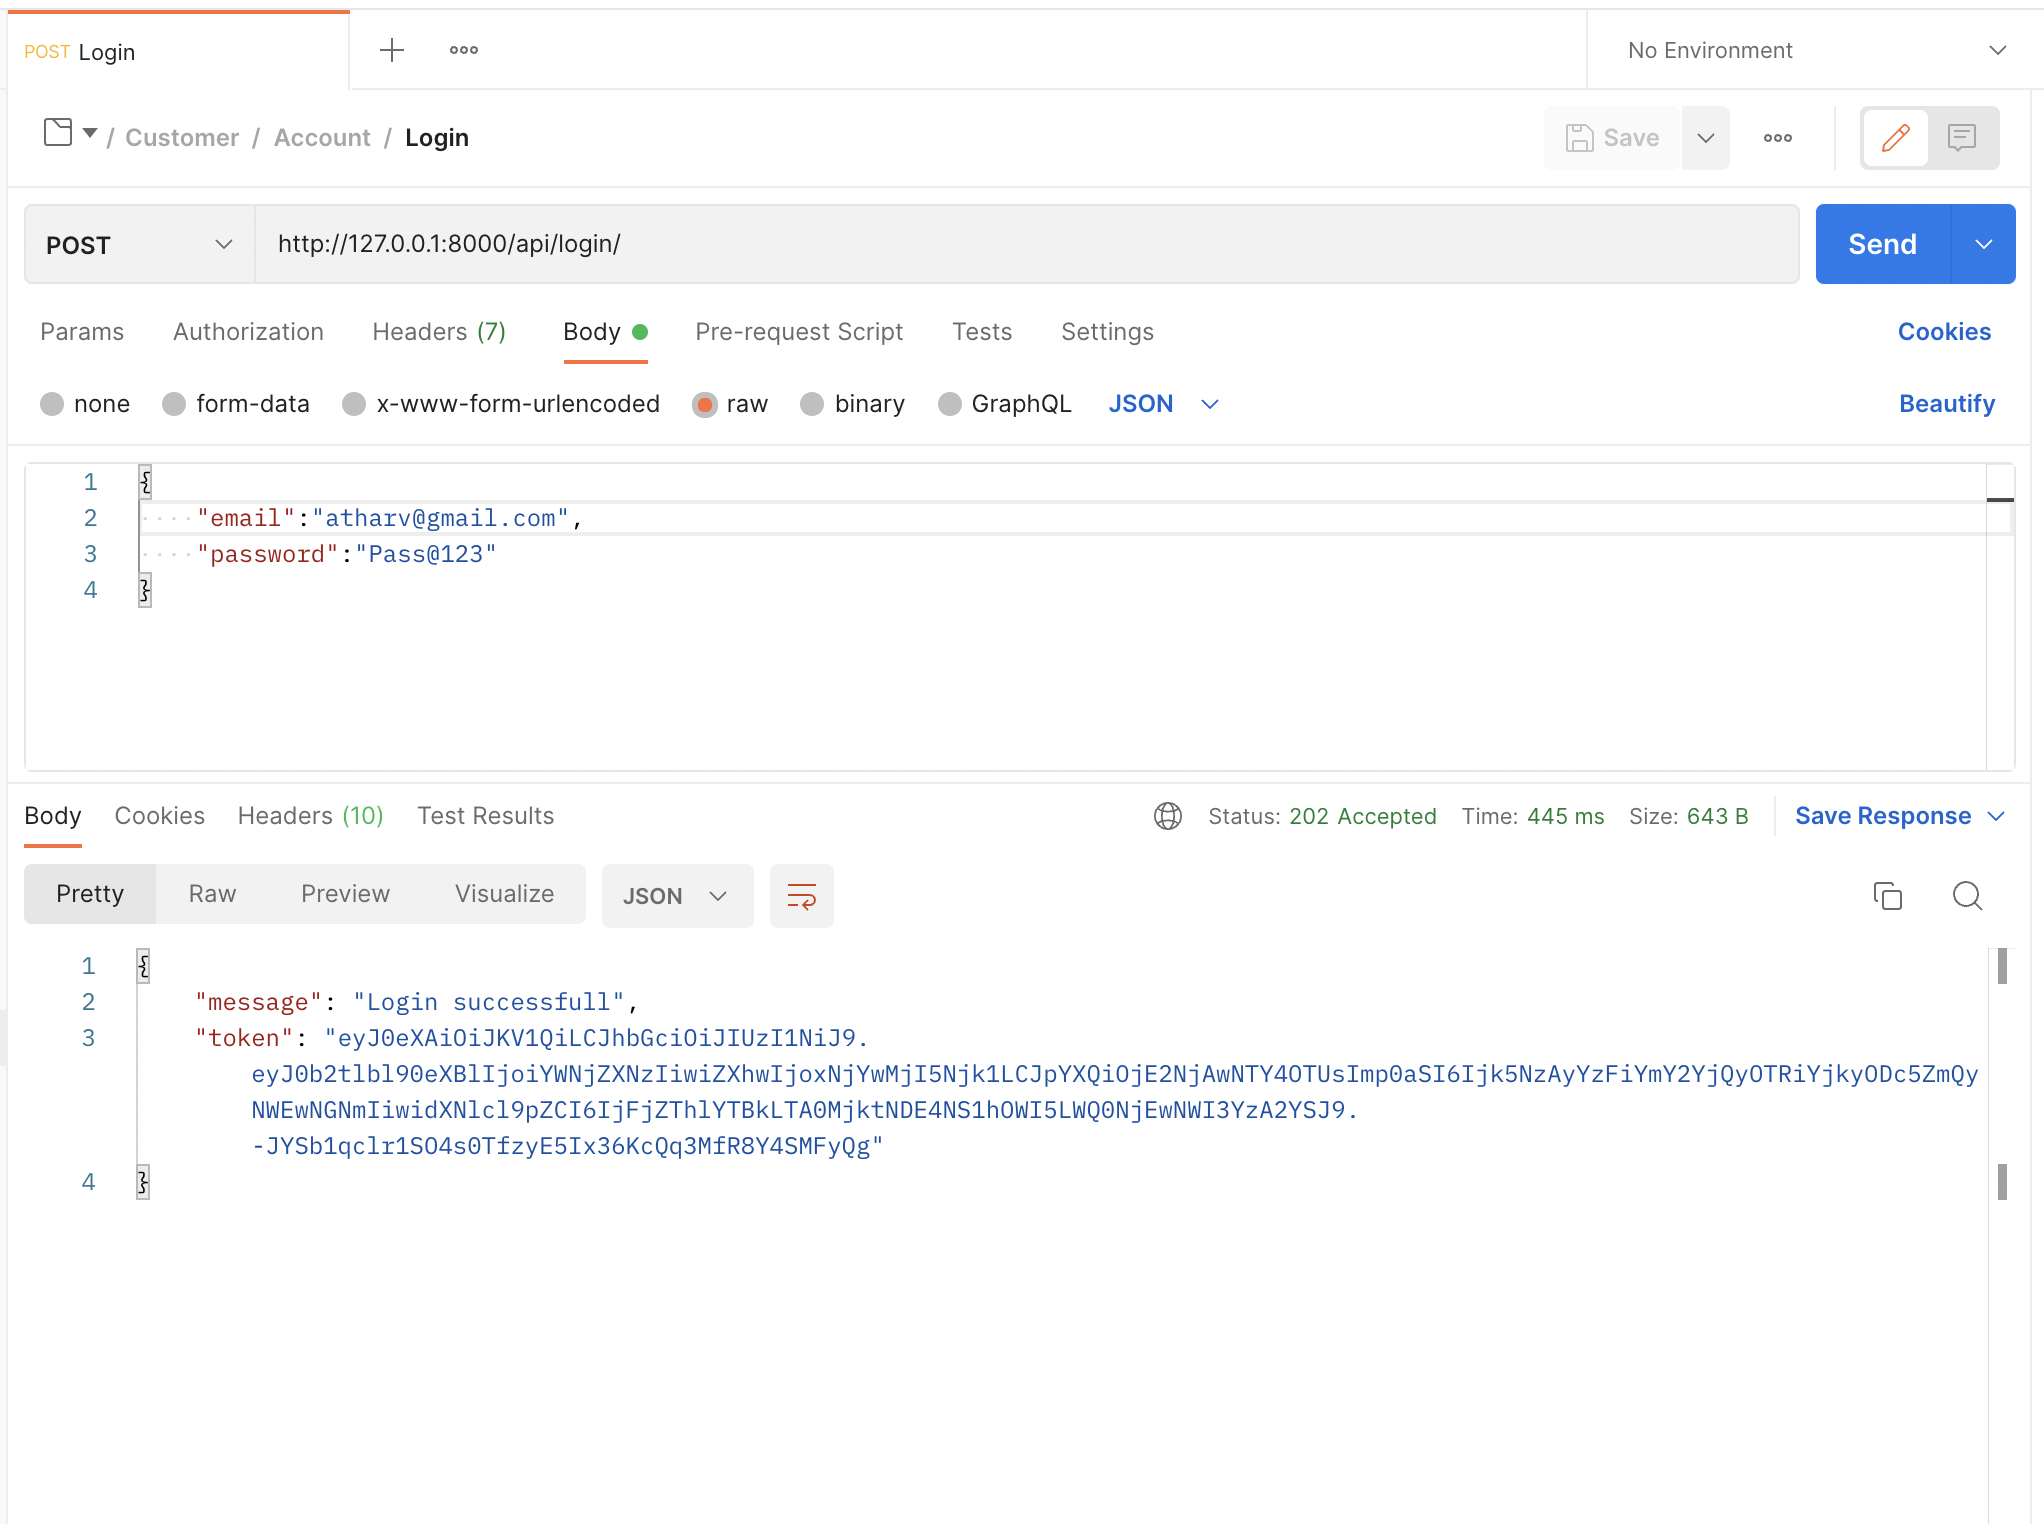 POST Login
No Environment
/ Customer / Account / Login
Save
POST
http://127.0.0.1:8000/api/login/
Send
Params Authorization Headers (7) Body Pre-request Script Tests Settings Cookies
none form-data x-www-form-urlencoded raw binary GraphQL JSON Beautify
1 {
2 ····"email":"atharv@gmail.com",
3 ····"password":"Pass@123"
4 }
Body Cookies Headers (10) Test Results Status: 202 Accepted Time: 445 ms Size: 643 B Save Response
Pretty Raw Preview Visualize JSON
1 {
2 "message": "Login successfull",
3 "token": "eyJ0eXAiOiJKV1QiLCJhbGciOiJIUzI1NiJ9.
eyJ0b2tlbl90eXBlIjoiYWNjZXNzIiwiZXhwIjoxNjYwMjI5Njk1LCJpYXQiOjE2NjAwNTY4OTUsImp0aSI6Ijk5NzAyYzFiYmY2YjQyOTRiYjkyODc5ZmQy
NWEwNGNmIiwidXNlcl9pZCI6IjFjZThlYTBkLTA0MjktNDE4NS1hOWI5LWQ0NjEwNWI3YzA2YSJ9.
-JYSb1qclr1SO4s0TfzyE5Ix36KcQq3MfR8Y4SMFyQg"
4 }